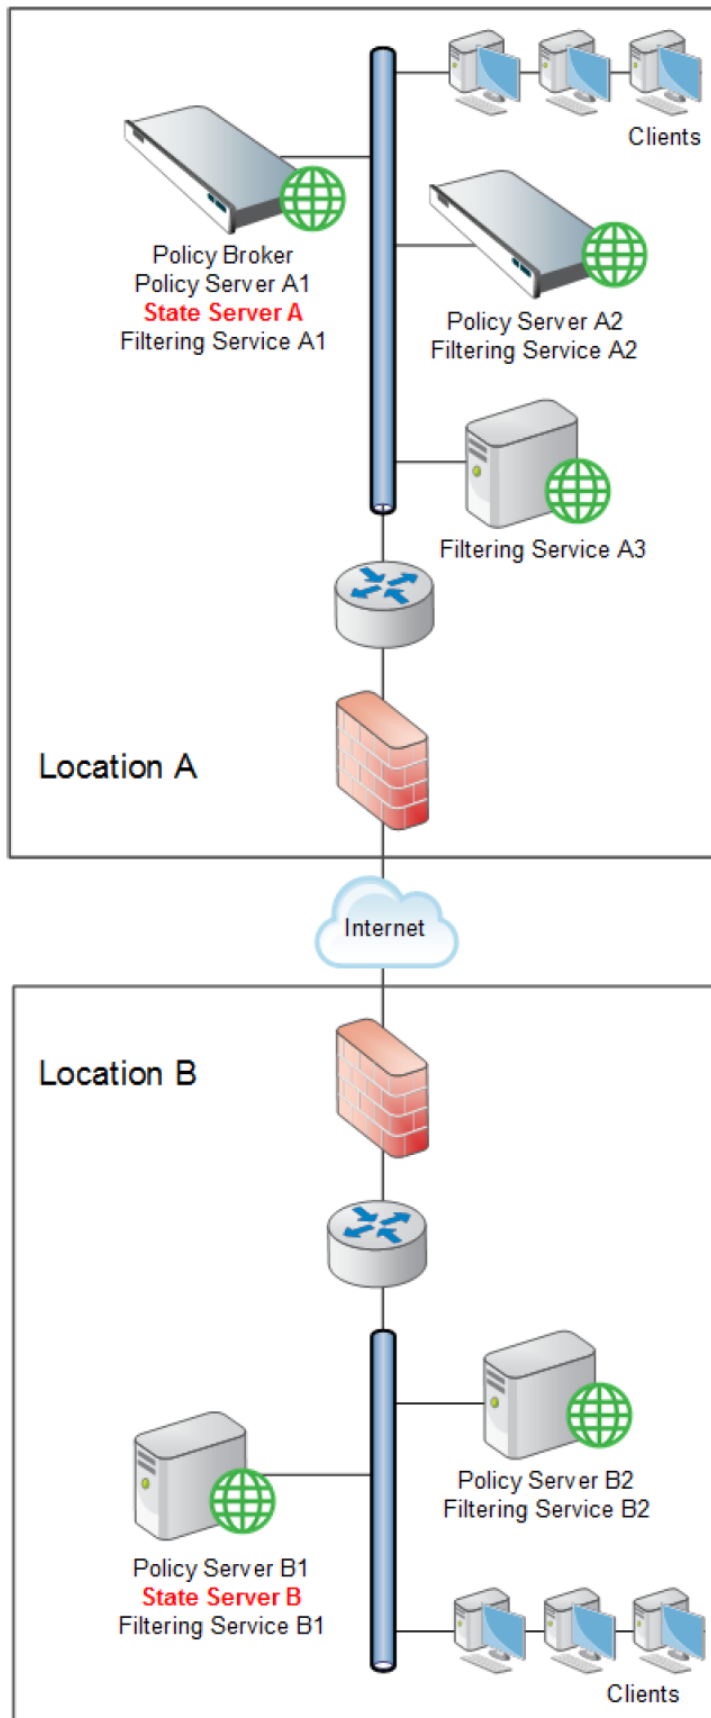 Clients
Policy Broker
Policy Server A1
State Server A
Filtering Service A1
Policy Server A2
Filtering Service A2
Filtering Service A3
Location A
Internet
Location B
Policy Server B2
Filtering Service B2
Policy Server B1
State Server B
Filtering Service B1
Clients